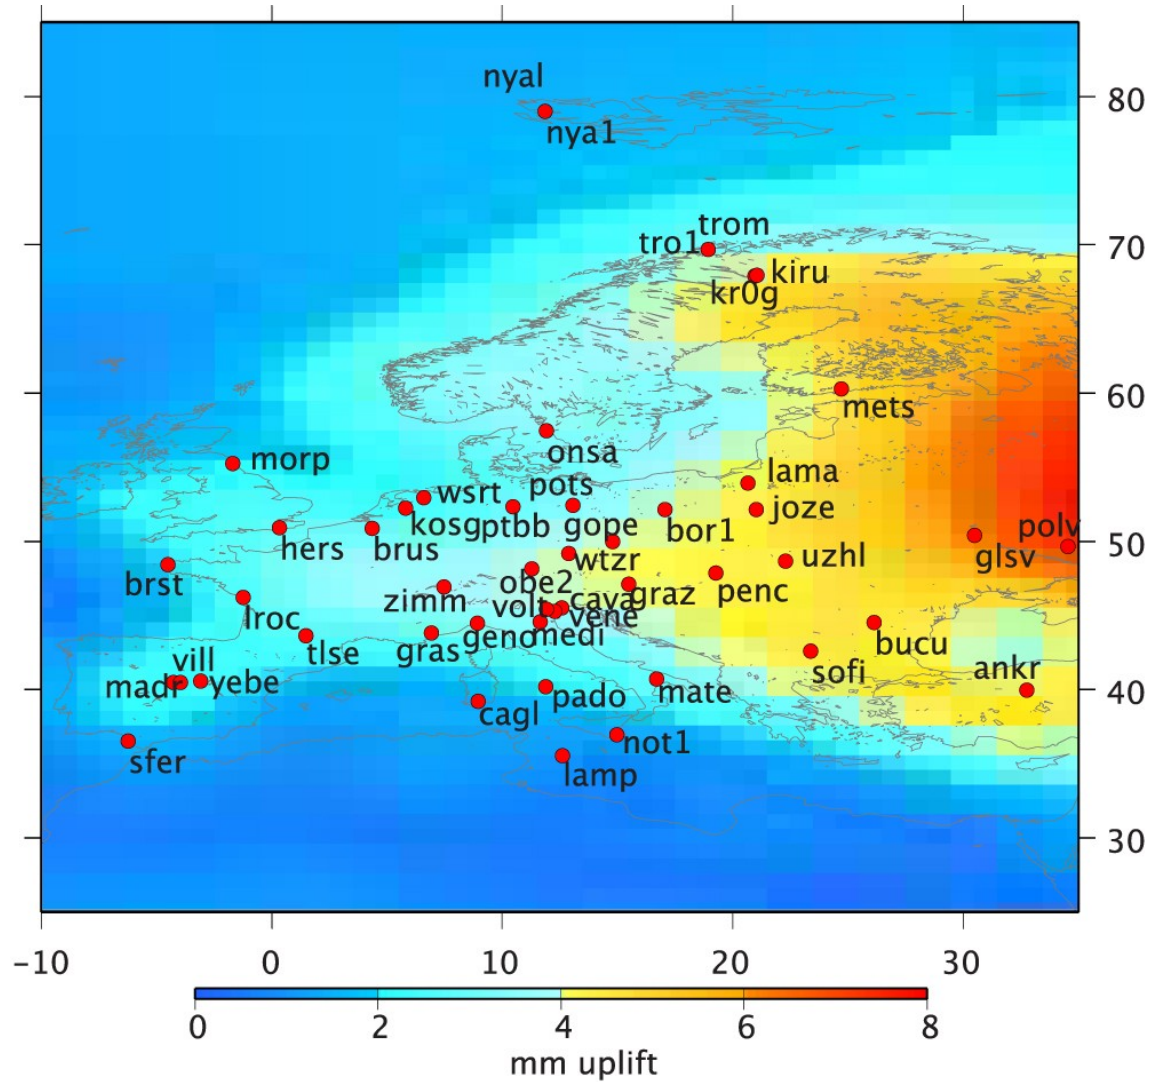 nyal
80
nya1
trom
70
tro1
kiru
kr0g
60
mets
onsa
morp
lama
wsrt
pots
joze
kosg
ptbb
gope
bor1
polv
50
hers
brus
wtzr
uzhl
glsv
brst
obe2
penc
zimm
volt
cava
graz
lroc
vene
tlse
gras
geno
medi
bucu
vill
sofi
ankr
madr
yebe
40
cagl
pado
mate
sfer
not1
lamp
30
-10
0
10
20
30
0
2
4
6
8
mm uplift